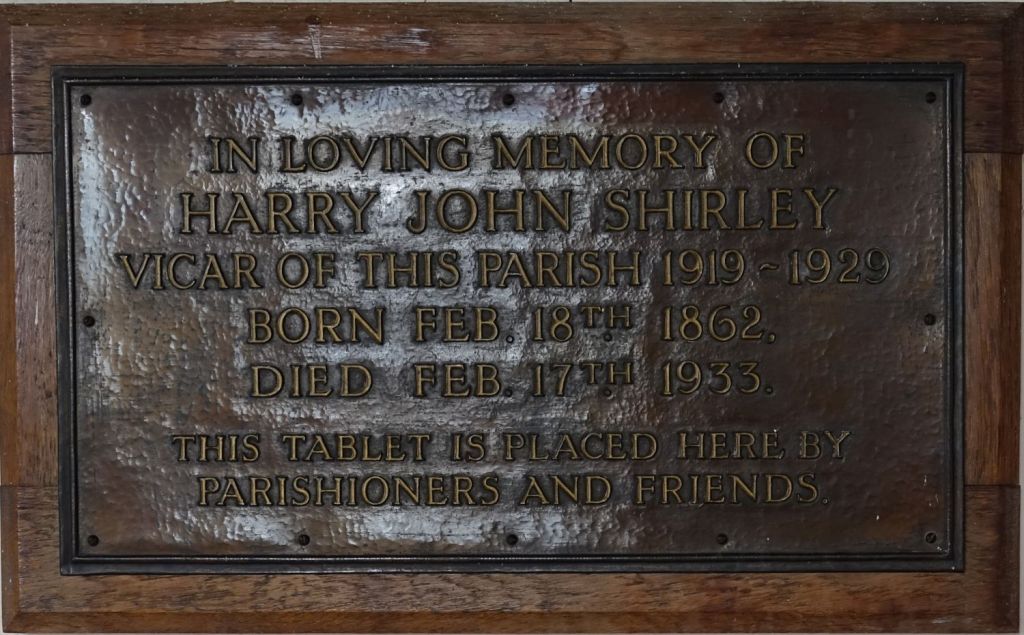 IN LOVING MEMORY OF
HARRY JOHN SHIRLEY
VICAR OF THIS PARISH 1919~1929
BORN FEB. 18TH. 1862.
DIED FEB. 17TH. 1933.
THIS TABLET IS PLACED HERE BY
PARISHIONERS AND FRIENDS.